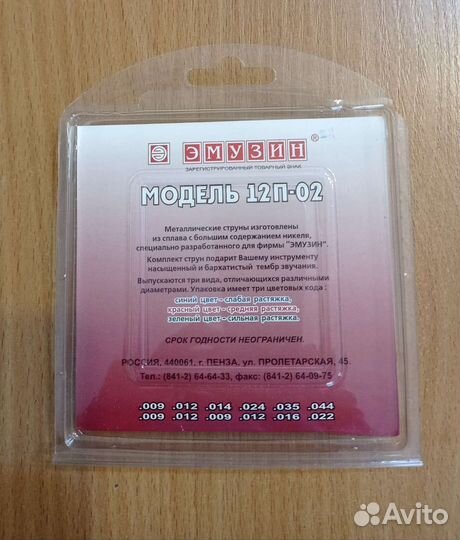 Э ЭМУЗИН ®
ЗАРЕГИСТРИРОВАННЫЙ ТОВАРНЫЙ ЗНАК
МОДЕЛЬ 12П-02
Металлические струны изготовлены
из сплава с большим содержанием никеля,
специально разработанного для фирмы "ЭМУЗИН".
Комплект струн подарит Вашему инструменту
насыщенный и бархатистый тембр звучания.
Выпускаются три вида, отличающихся различными
диаметрами. Упаковка имеет три цветовых кода :
синий цвет - слабая растяжка,
красный цвет - средняя растяжка,
зеленый цвет - сильная растяжка.
СРОК ГОДНОСТИ НЕОГРАНИЧЕН.
РОССИЯ, 440061, г. ПЕНЗА, ул. ПРОЛЕТАРСКАЯ, 45.
Тел.: (841-2) 64-64-33, факс: (841-2) 64-09-75
.009 .012 .014 .024 .035 .044
.009 .012 .009 .012 .016 .022
Avito